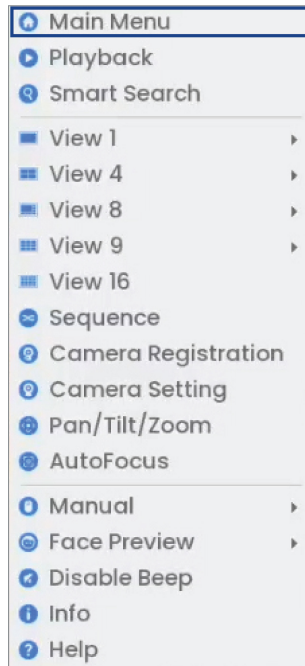 Main Menu
Playback
Smart Search
View 1
View 4
View 8
View 9
View 16
Sequence
Camera Registration
Camera Setting
Pan/Tilt/Zoom
AutoFocus
Manual
Face Preview
Disable Beep
Info
Help